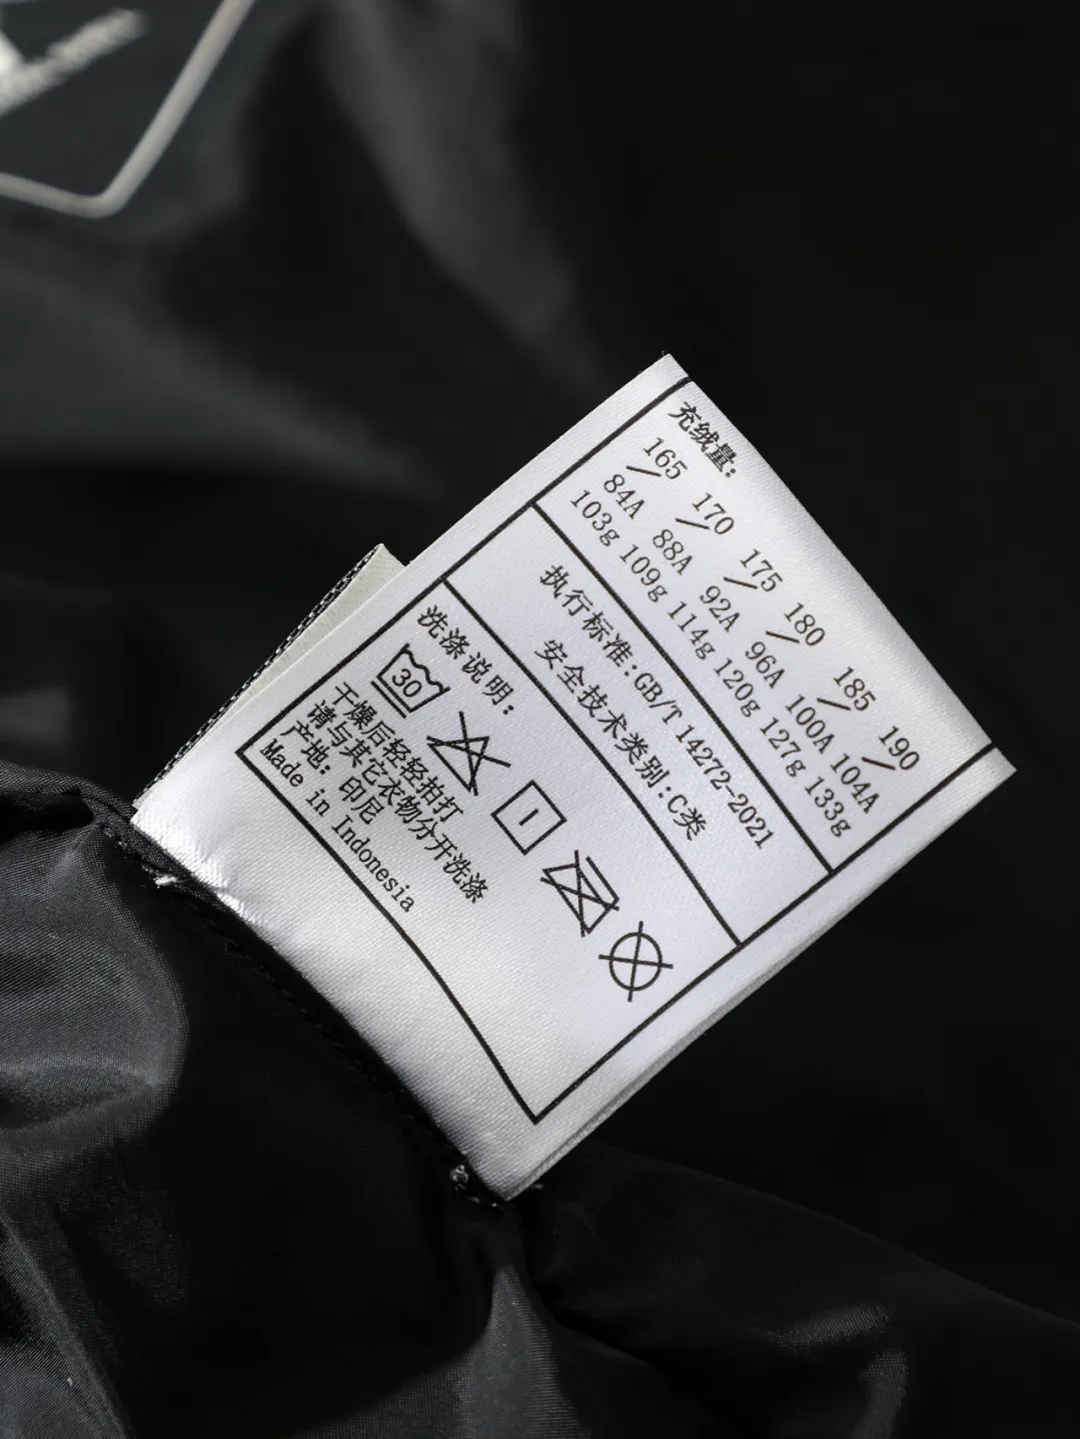 充绒量:
165/84A 170/88A 175/92A 180/96A 185/100A 190/104A
103g 109g 114g 120g 127g 133g
执行标准:GB/T 14272-2021
安全技术类别:C类
洗涤说明:
30
干燥后轻轻拍打
请与其它衣物分开洗涤
产地: 印尼
Made in Indonesia